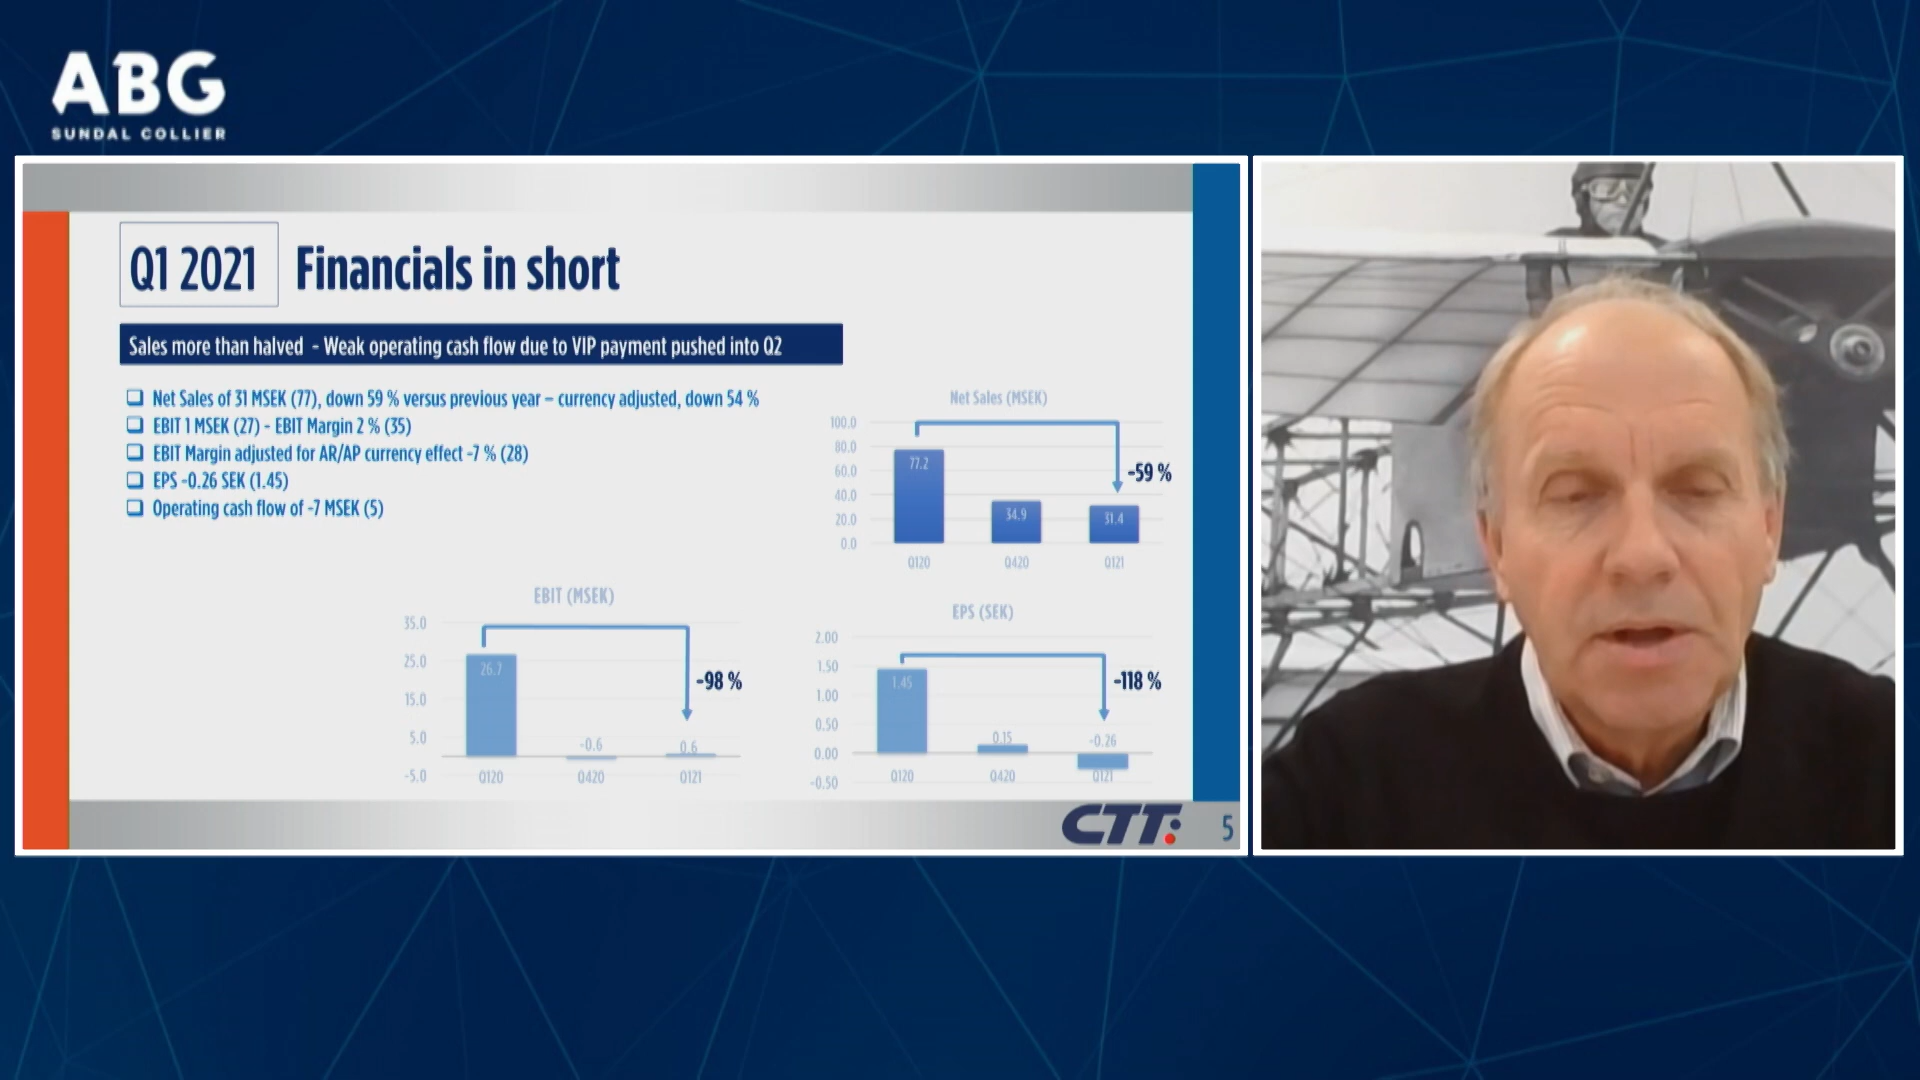 ABG
SUNDAL COLLIER
Q1 2021 Financials in short
Sales more than halved - Weak operating cash flow due to VIP payment pushed into Q2
Net Sales of 31 MSEK (77), down 59 % versus previous year – currency adjusted, down 54 %
EBIT 1 MSEK (27) - EBIT Margin 2 % (35)
EBIT Margin adjusted for AR/AP currency effect -7 % (28)
EPS -0.26 SEK (1.45)
Operating cash flow of -7 MSEK (5)
Net Sales (MSEK)
100.0
80.0
60.0
40.0
20.0
0.0
77.2
34.9
31.4
-59 %
Q120 Q420 Q121
EBIT (MSEK)
35.0
25.0
15.0
5.0
-5.0
26.7
-0.6
0.6
-98 %
Q120 Q420 Q121
EPS (SEK)
2.00
1.50
1.00
0.50
0.00
-0.50
1.45
0.15
-0.26
-118 %
Q120 Q420 Q121
CTT
5